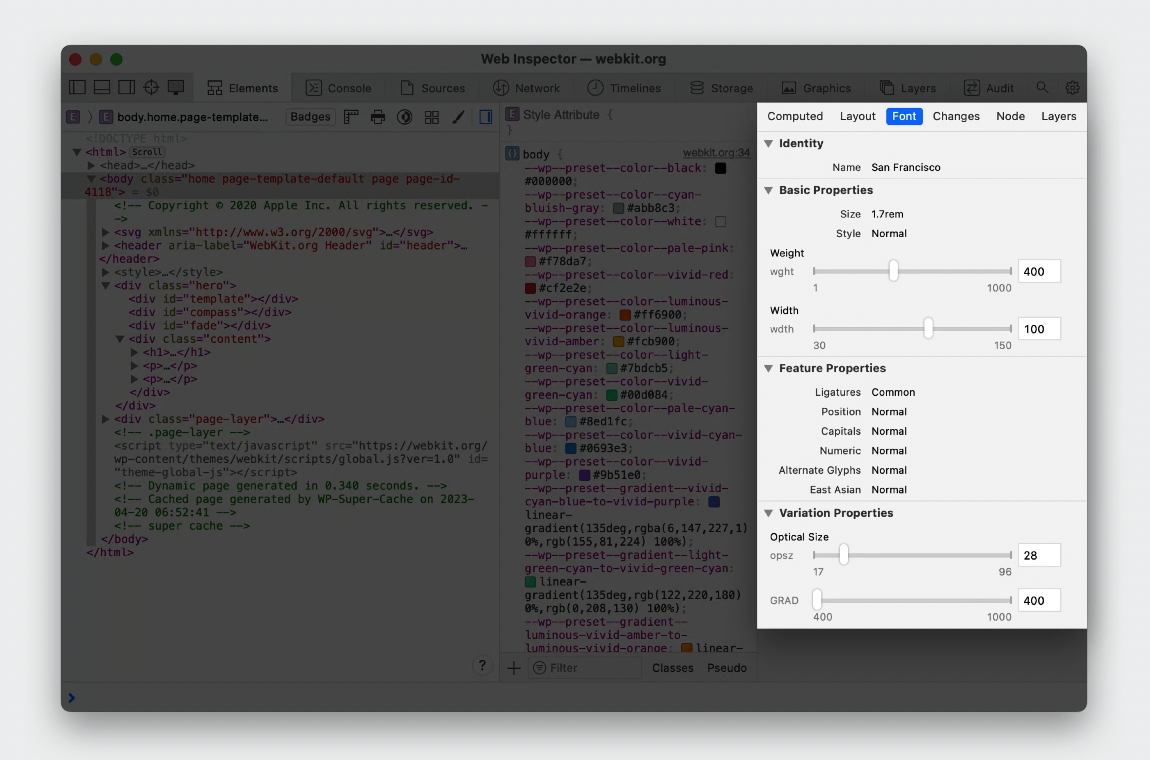 Web Inspector — webkit.org
Elements
Console
Sources
Network
Timelines
Storage
Graphics
Layers
Audit
E
E body.home.page-template…
Badges
<!DOCTYPE html>
<html> Scroll
<head>…</head>
<body class="home page-template-default page page-id-
4118"> = $0
<!-- Copyright © 2020 Apple Inc. All rights reserved. -
->
<svg xmlns="http://www.w3.org/2000/svg">…</svg>
<header aria-label="WebKit.org Header" id="header">…
</header>
<style>…</style>
<div class="hero">
<div id="template"></div>
<div id="compass"></div>
<div id="fade"></div>
<div class="content">
<h1>…</h1>
<p>…</p>
<p>…</p>
</div>
</div>
<div class="page-layer">…</div>
<!-- .page-layer -->
<script type="text/javascript" src="https://webkit.org/
wp-content/themes/webkit/scripts/global.js?ver=1.0" id=
"theme-global-js"></script>
<!-- Dynamic page generated in 0.340 seconds. -->
<!-- Cached page generated by WP-Super-Cache on 2023-
04-20 06:52:41 -->
<!-- super cache -->
</body>
</html>
?
E Style Attribute {
}
{} body {
webkit.org:34
--wp--preset--color--black:
#000000;
--wp--preset--color--cyan-
bluish-gray: #abb8c3;
--wp--preset--color--white:
#ffffff;
--wp--preset--color--pale-pink:
#f78da7;
--wp--preset--color--vivid-red:
#cf2e2e;
--wp--preset--color--luminous-
vivid-orange: #ff6900;
--wp--preset--color--luminous-
vivid-amber: #fcb900;
--wp--preset--color--light-
green-cyan: #7bdcb5;
--wp--preset--color--vivid-
green-cyan: #00d084;
--wp--preset--color--pale-cyan-
blue: #8ed1fc;
--wp--preset--color--vivid-cyan-
blue: #0693e3;
--wp--preset--color--vivid-
purple: #9b51e0;
--wp--preset--gradient--vivid-
cyan-blue-to-vivid-purple:
linear-
gradient(135deg,rgba(6,147,227,1)
0%,rgb(155,81,224) 100%);
--wp--preset--gradient--light-
green-cyan-to-vivid-green-cyan:
linear-
gradient(135deg,rgb(122,220,180)
0%,rgb(0,208,130) 100%);
--wp--preset--gradient--
luminous-vivid-amber-to-
luminous-vivid-orange: linear-
Filter
Classes
Pseudo
Computed
Layout
Font
Changes
Node
Layers
Identity
Name San Francisco
Basic Properties
Size 1.7rem
Style Normal
Weight
wght 400
1 1000
Width
wdth 100
30 150
Feature Properties
Ligatures Common
Position Normal
Capitals Normal
Numeric Normal
Alternate Glyphs Normal
East Asian Normal
Variation Properties
Optical Size
opsz 28
17 96
GRAD 400
400 1000